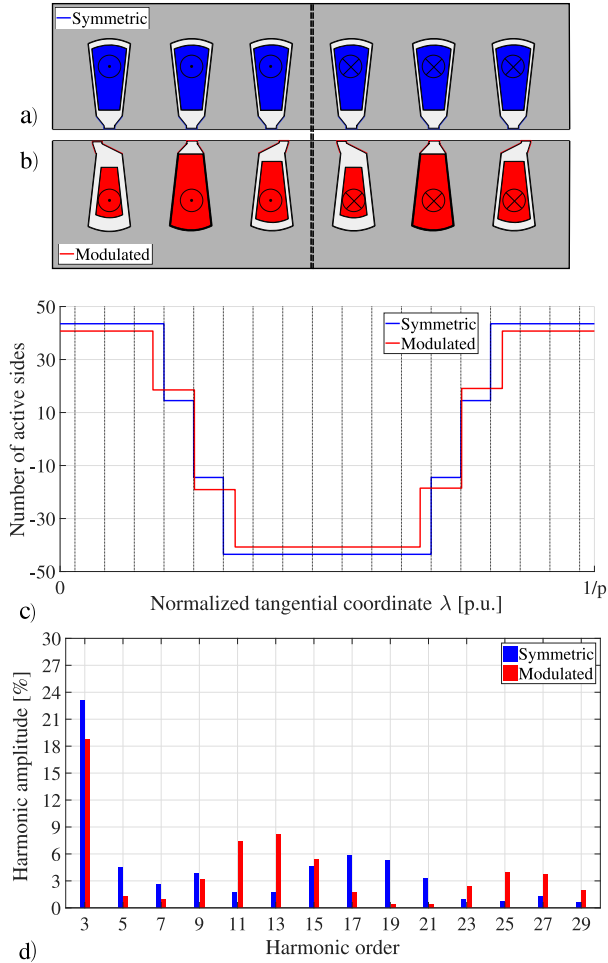 Symmetric
a)
b)
Modulated
50
30
10
-10
-30
-50
Number of active sides
Symmetric
Modulated
0
1/p
Normalized tangential coordinate λ [p.u.]
c)
30
27
24
21
18
15
12
9
6
3
0
Harmonic amplitude [%]
Symmetric
Modulated
3 5 7 9 11 13 15 17 19 21 23 25 27 29
Harmonic order
d)